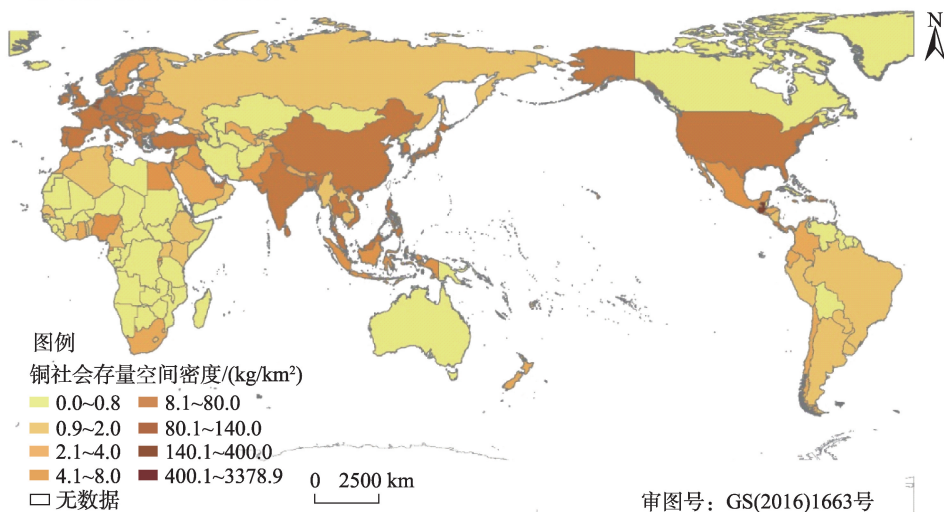 N
图例
铜社会存量空间密度/(kg/km²)
0.0~0.8 8.1~80.0
0.9~2.0 80.1~140.0
2.1~4.0 140.1~400.0
4.1~8.0 400.1~3378.9
无数据
0 2500 km
审图号：GS(2016)1663号